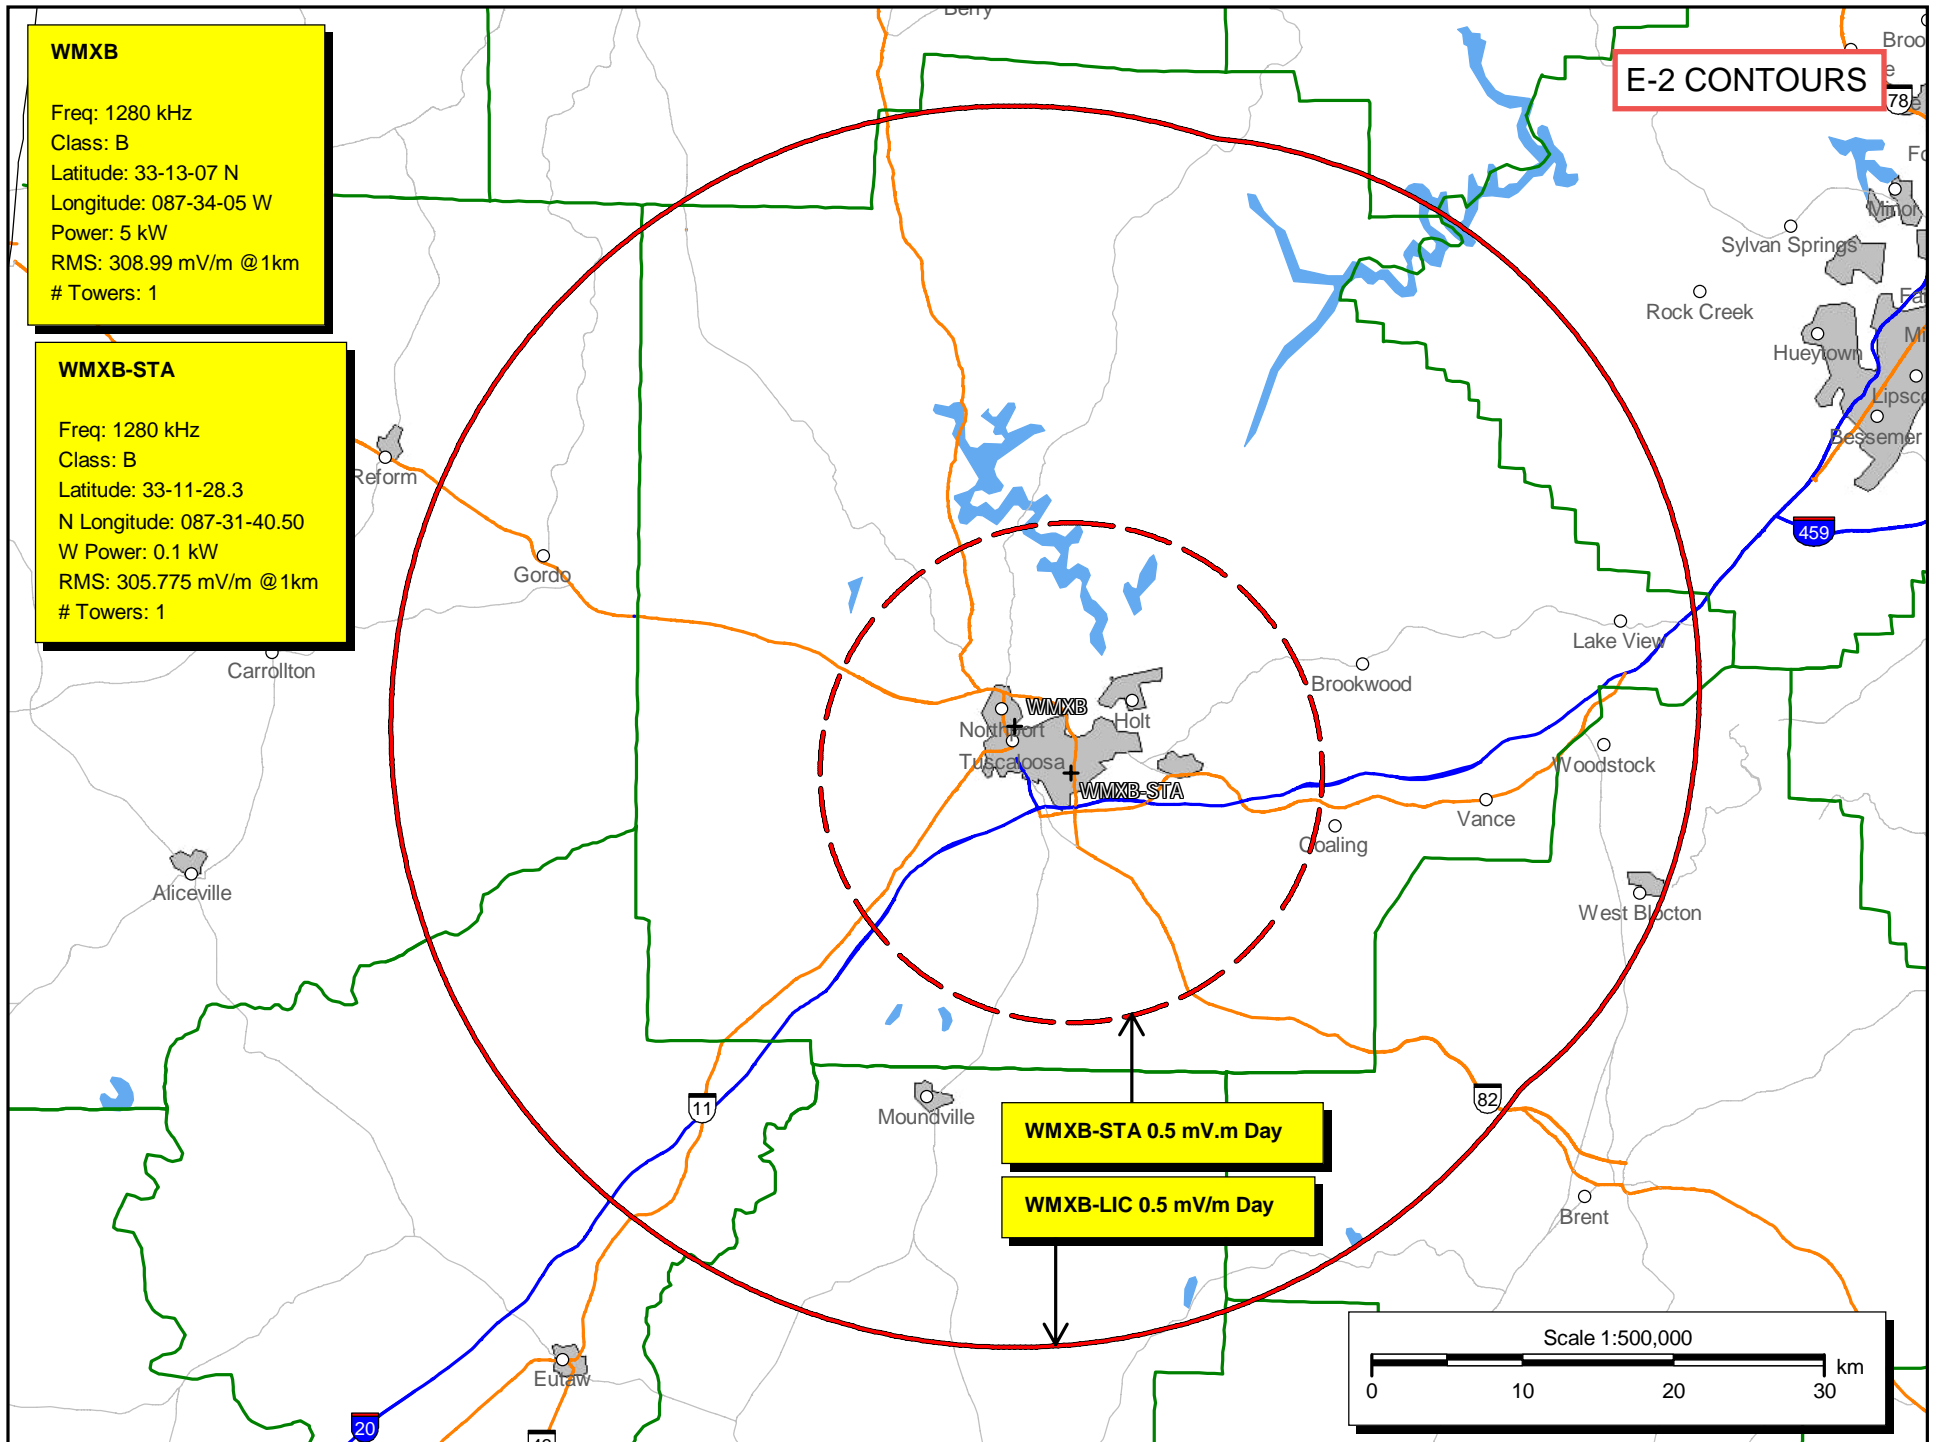 Berry
WMXB
Freq: 1280 kHz
Class: B
Latitude: 33-13-07 N
Longitude: 087-34-05 W
Power: 5 kW
RMS: 308.99 mV/m @1km
# Towers: 1
E-2 CONTOURS
78
Minor
Sylvan Springs
Rock Creek
Hueytown
Bessemer
459
WMXB-STA
Freq: 1280 kHz
Class: B
Latitude: 33-11-28.3
N Longitude: 087-31-40.50
W Power: 0.1 kW
RMS: 305.775 mV/m @1km
# Towers: 1
Reform
Gordo
Carrollton
Lake View
Brookwood
WMXB
Holt
Northport
Tuscaloosa
WMXB-STA
Woodstock
Vance
Coaling
Aliceville
West Blocton
11
82
Moundville
WMXB-STA 0.5 mV.m Day
WMXB-LIC 0.5 mV/m Day
Brent
Eutaw
20
Scale 1:500,000
km
0 10 20 30